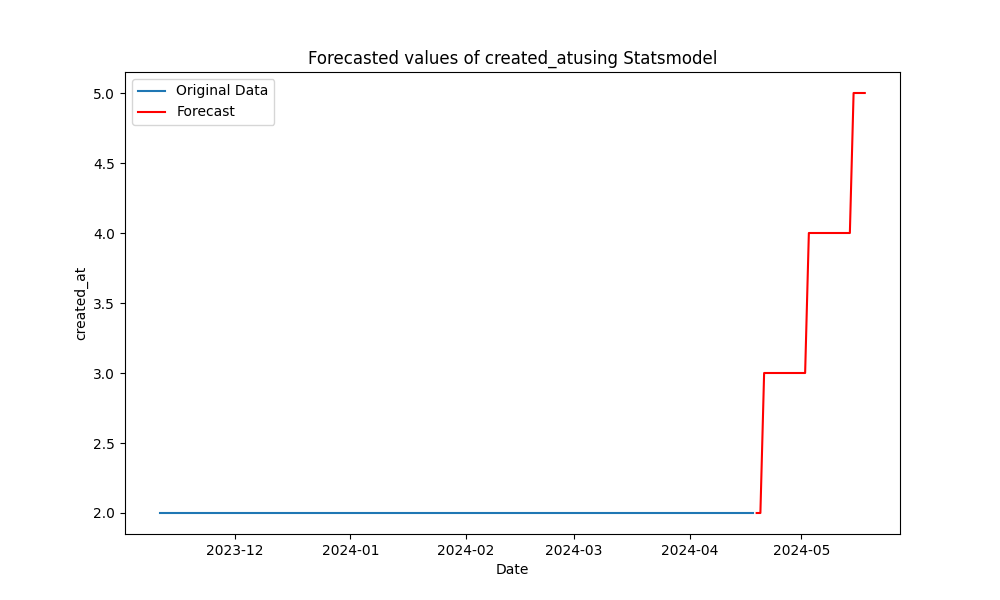 Forecasted values of created_atusing Statsmodel
Original Data
Forecast
5.0
4.5
4.0
3.5
3.0
2.5
2.0
created_at
2023-12
2024-01
2024-02
2024-03
2024-04
2024-05
Date